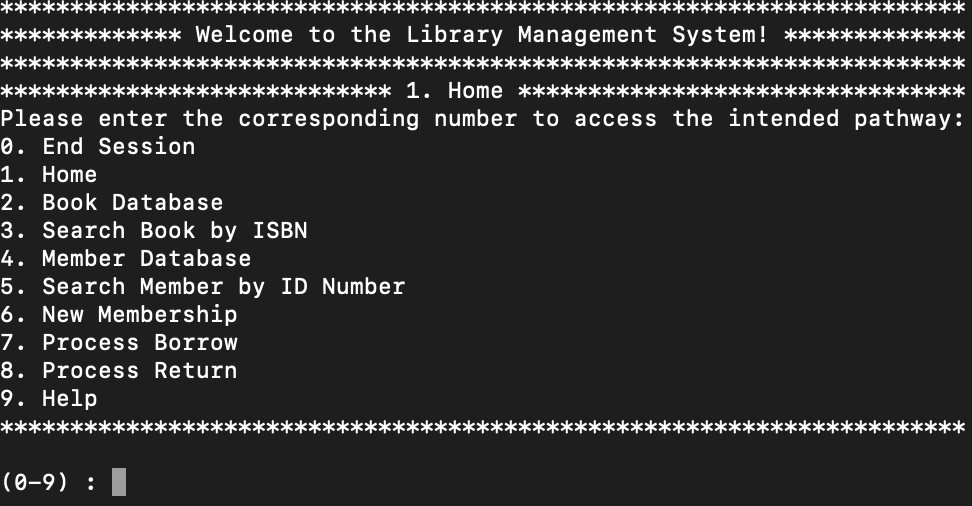 *********************************************************************
************* Welcome to the Library Management System! *************
*********************************************************************
**************************** 1. Home ********************************
Please enter the corresponding number to access the intended pathway:
0. End Session
1. Home
2. Book Database
3. Search Book by ISBN
4. Member Database
5. Search Member by ID Number
6. New Membership
7. Process Borrow
8. Process Return
9. Help
*********************************************************************
(0-9) :